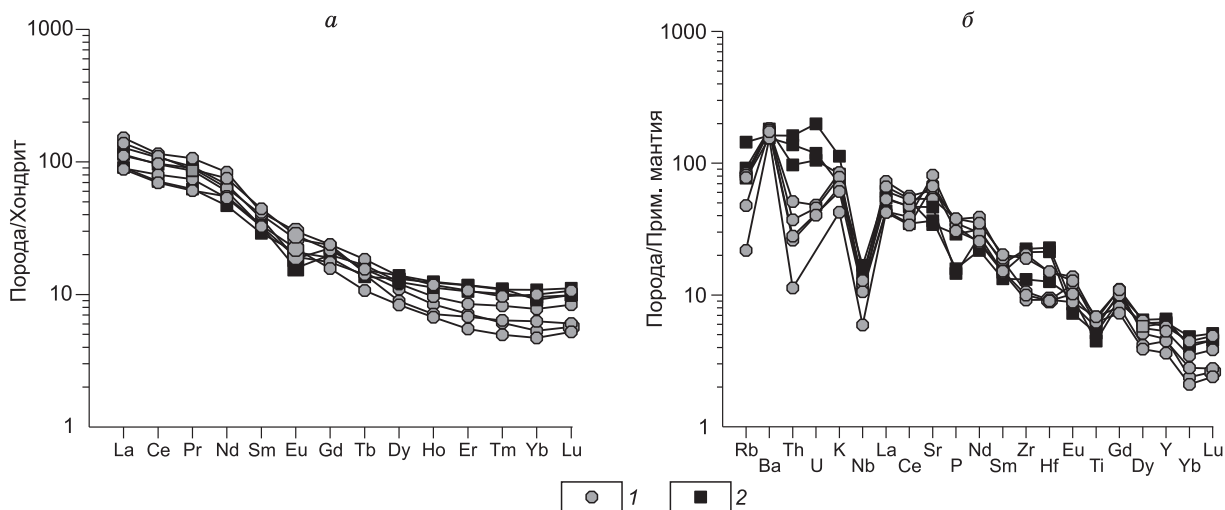 а
1000
100
10
1
Порода/Хондрит
La Ce Pr Nd Sm Eu Gd Tb Dy Ho Er Tm Yb Lu
б
1000
100
10
1
Порода/Прим. мантия
Rb Th K La Sr Nd Zr Eu Gd Y Lu
Ba U Nb Ce P Sm Hf Ti Dy Yb
1 2